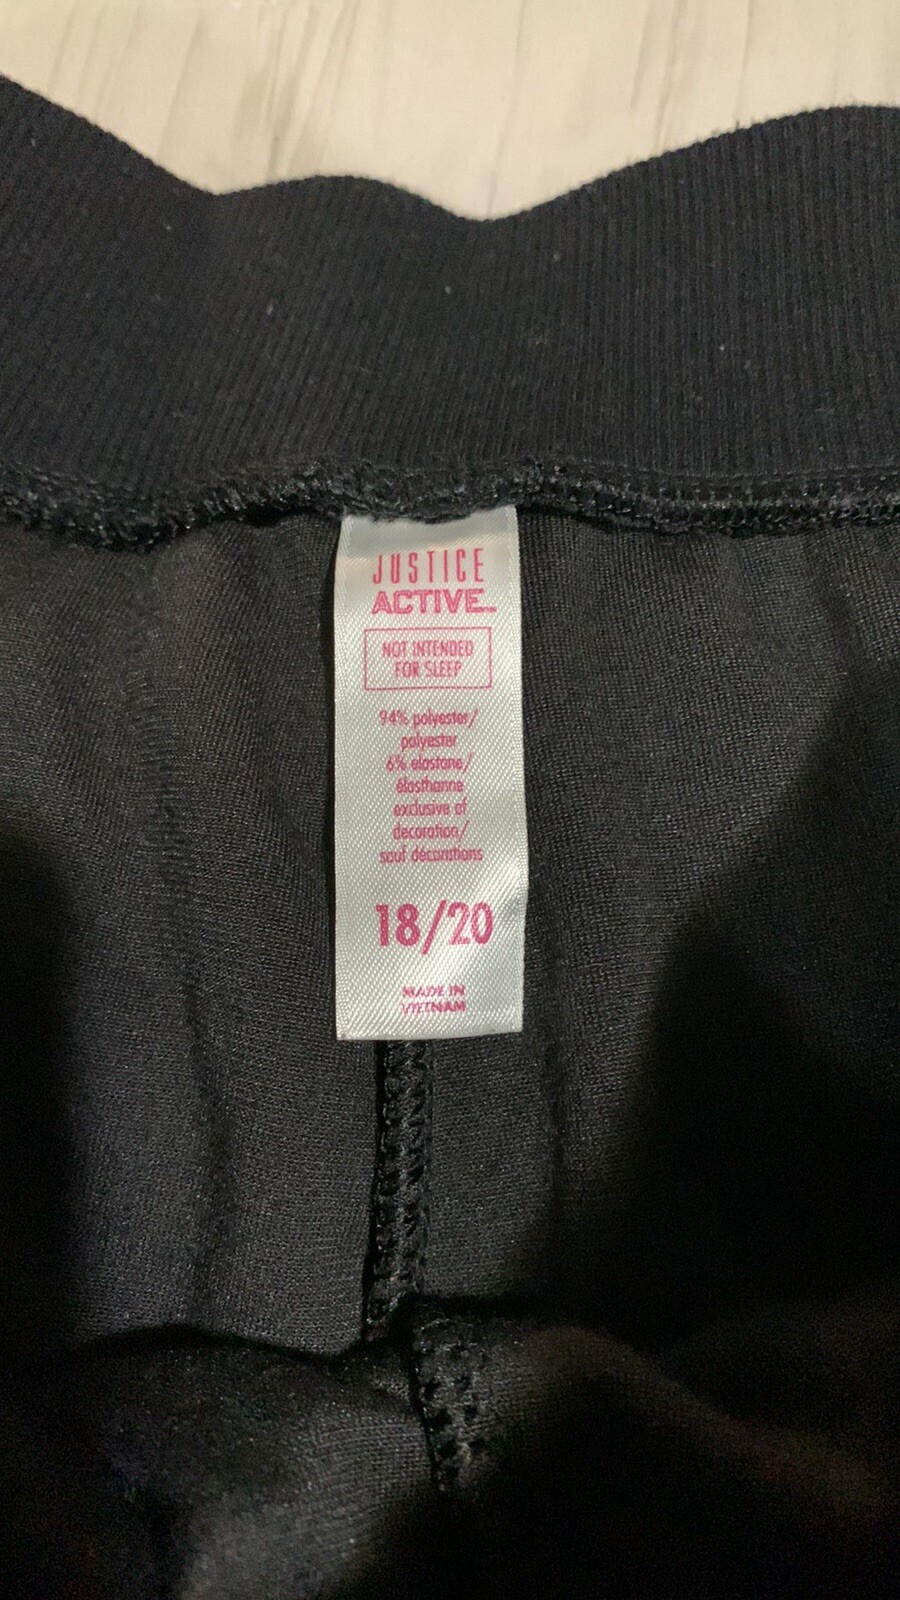 JUSTICE
ACTIVE™
NOT INTENDED
FOR SLEEP
94% polyester/
polyester
6% elastane/
élasthanne
exclusive of
decoration/
sauf décorations
18/20
MADE IN
VIETNAM